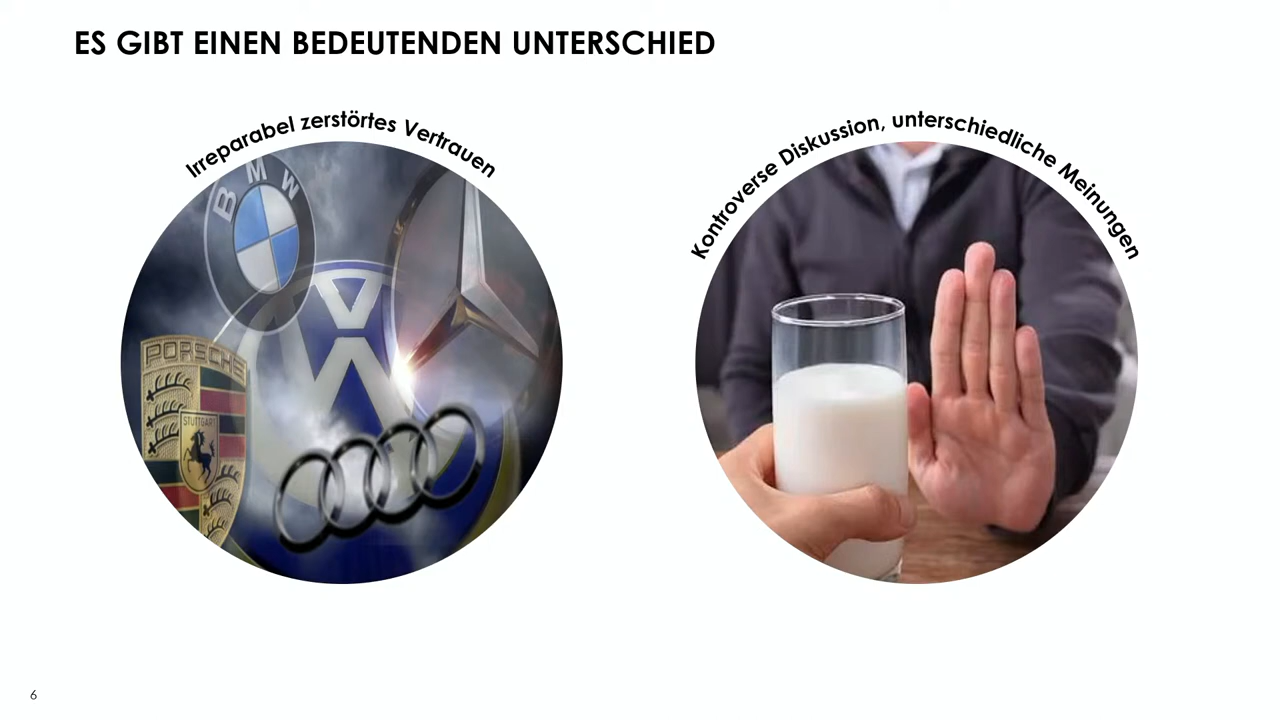 ES GIBT EINEN BEDEUTENDEN UNTERSCHIED
Irreparabel zerstörtes Vertrauen
Kontroverse Diskussion, unterschiedliche Meinungen
BMW
PORSCHE
STUTTGART
6